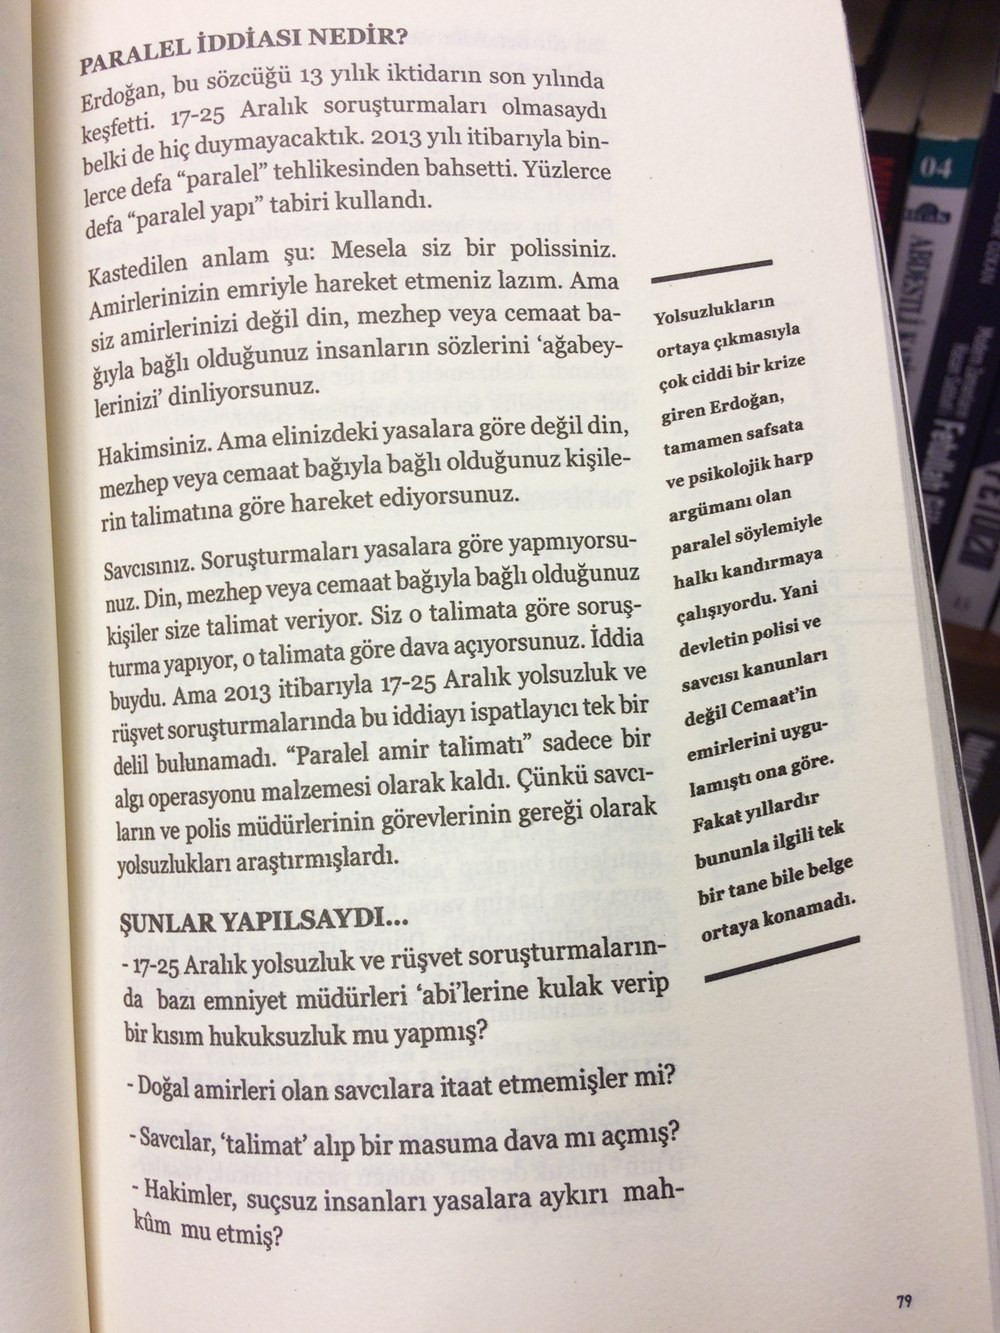 PARALEL İDDİASI NEDİR?
Erdoğan, bu sözcüğü 13 yıllık iktidarın son yılında
keşfetti. 17-25 Aralık soruşturmaları olmasaydı
belki de hiç duymayacaktık. 2013 yılı itibarıyla bin-
lerce defa “paralel” tehlikesinden bahsetti. Yüzlerce
defa “paralel yapı” tabiri kullandı.
Kastedilen anlam şu: Mesela siz bir polissiniz.
Amirlerinizin emriyle hareket etmeniz lazım. Ama
siz amirlerinizi değil din, mezhep veya cemaat ba-
ğıyla bağlı olduğunuz insanların sözlerini ‘ağabey-
lerinizi’ dinliyorsunuz.
Hakimsiniz. Ama elinizdeki yasalara göre değil din,
mezhep veya cemaat bağıyla bağlı olduğunuz kişile-
rin talimatına göre hareket ediyorsunuz.
Savcısınız. Soruşturmaları yasalara göre yapmıyorsu-
nuz. Din, mezhep veya cemaat bağıyla bağlı olduğunuz
kişiler size talimat veriyor. Siz o talimata göre soruş-
turma yapıyor, o talimata göre dava açıyorsunuz. İddia
buydu. Ama 2013 itibarıyla 17-25 Aralık yolsuzluk ve
rüşvet soruşturmalarında bu iddiayı ispatlayıcı tek bir
delil bulunamadı. “Paralel amir talimatı” sadece bir
algı operasyonu malzemesi olarak kaldı. Çünkü savcı-
ların ve polis müdürlerinin görevlerinin gereği olarak
yolsuzlukları araştırmışlardı.
ŞUNLAR YAPILSAYDI...
- 17-25 Aralık yolsuzluk ve rüşvet soruşturmaların-
da bazı emniyet müdürleri ‘abi’lerine kulak verip
bir kısım hukuksuzluk mu yapmış?
- Doğal amirleri olan savcılara itaat etmemişler mi?
- Savcılar, ‘talimat’ alıp bir masuma dava mı açmış?
- Hakimler, suçsuz insanları yasalara aykırı mah-
kûm mu etmiş?
Yolsuzlukların
ortaya çıkmasıyla
çok ciddi bir krize
giren Erdoğan,
tamamen safsata
ve psikolojik harp
argümanı olan
paralel söylemiyle
halkı kandırmaya
çalışıyordu. Yani
devletin polisi ve
savcısı kanunları
değil Cemaat’in
emirlerini uygu-
lamıştı ona göre.
Fakat yıllardır
bununla ilgili tek
bir tane bile belge
ortaya konamadı.
79
04